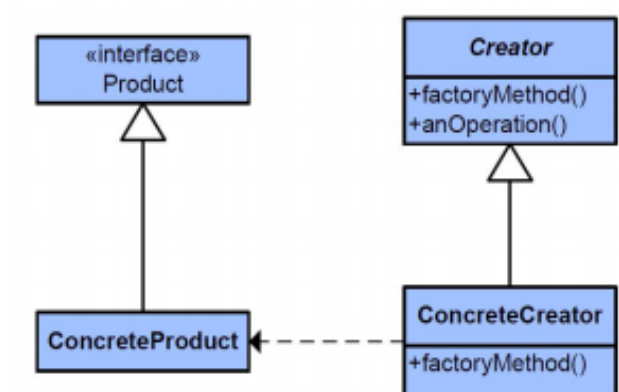 «interface»
Product
Creator
+factoryMethod()
+anOperation()
ConcreteProduct
ConcreteCreator
+factoryMethod()